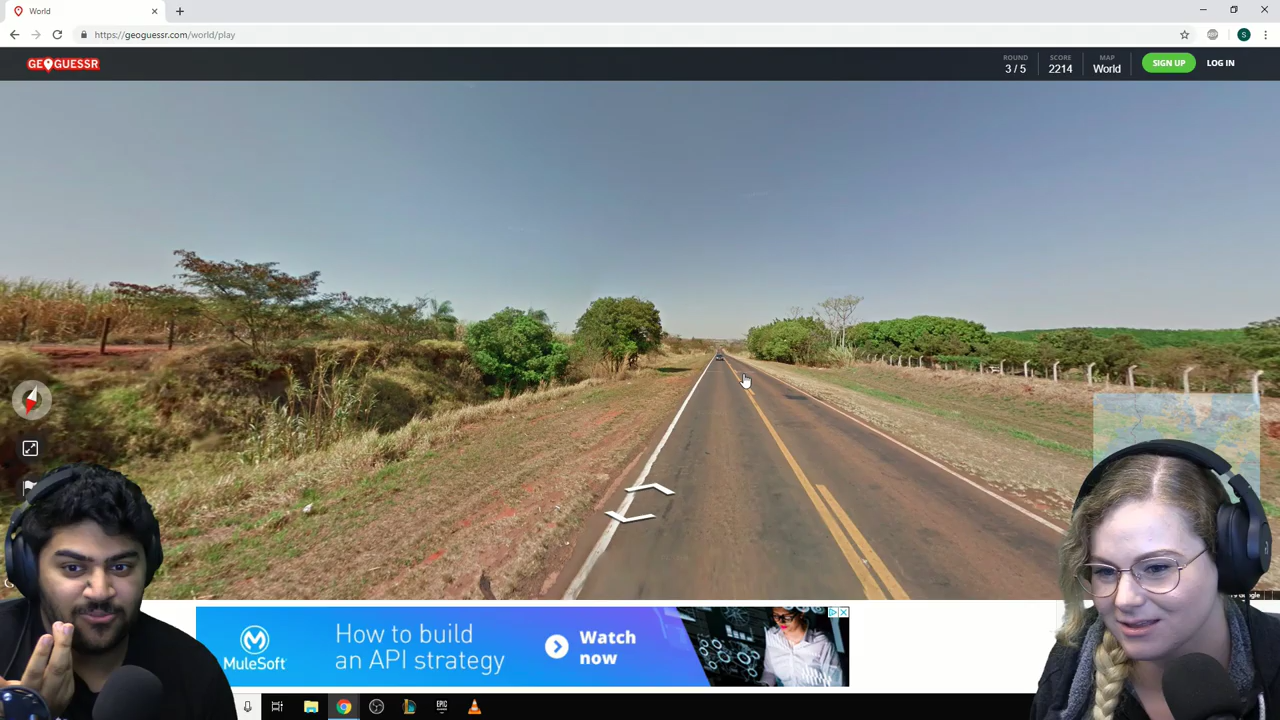 World
https://geoguessr.com/world/play
S
GEOGUESSR
ROUND
3 / 5
SCORE
2214
MAP
World
SIGN UP
LOG IN
MuleSoft
How to build
an API strategy
Watch
now
EPIC